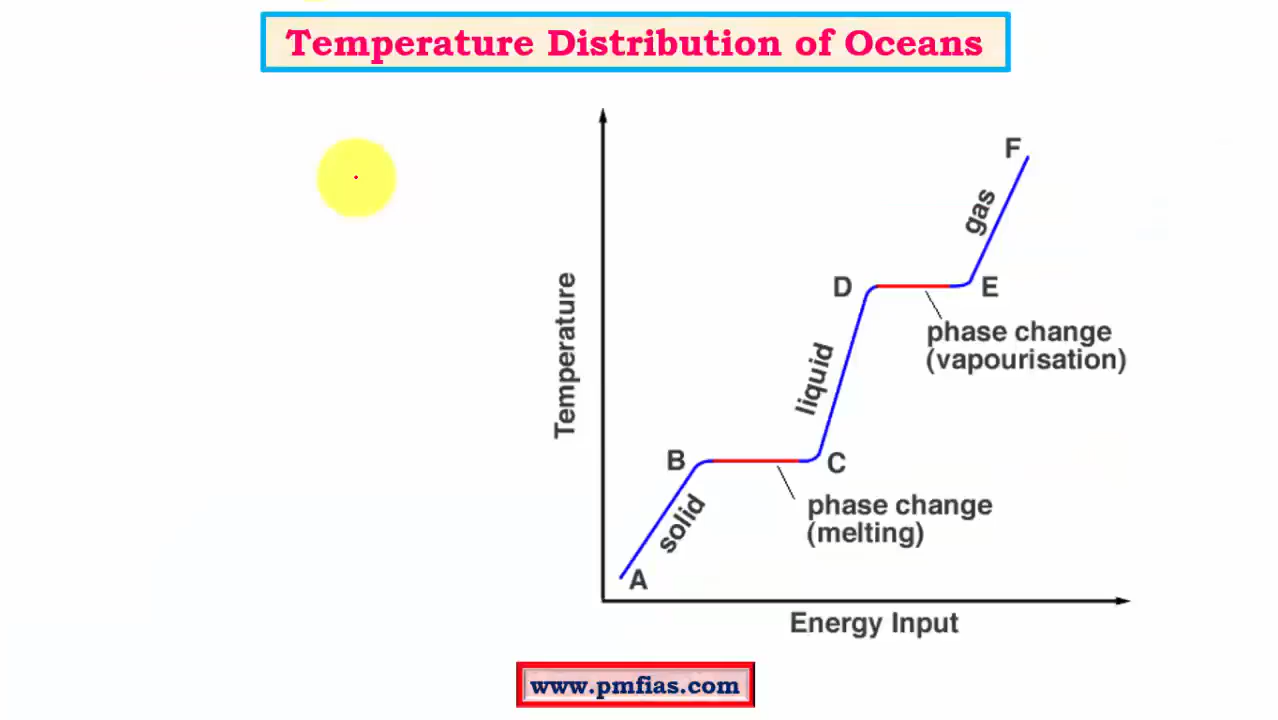 Temperature Distribution of Oceans
F
gas
D
E
phase change
(vapourisation)
Temperature
liquid
B
C
phase change
(melting)
solid
A
Energy Input
www.pmfias.com